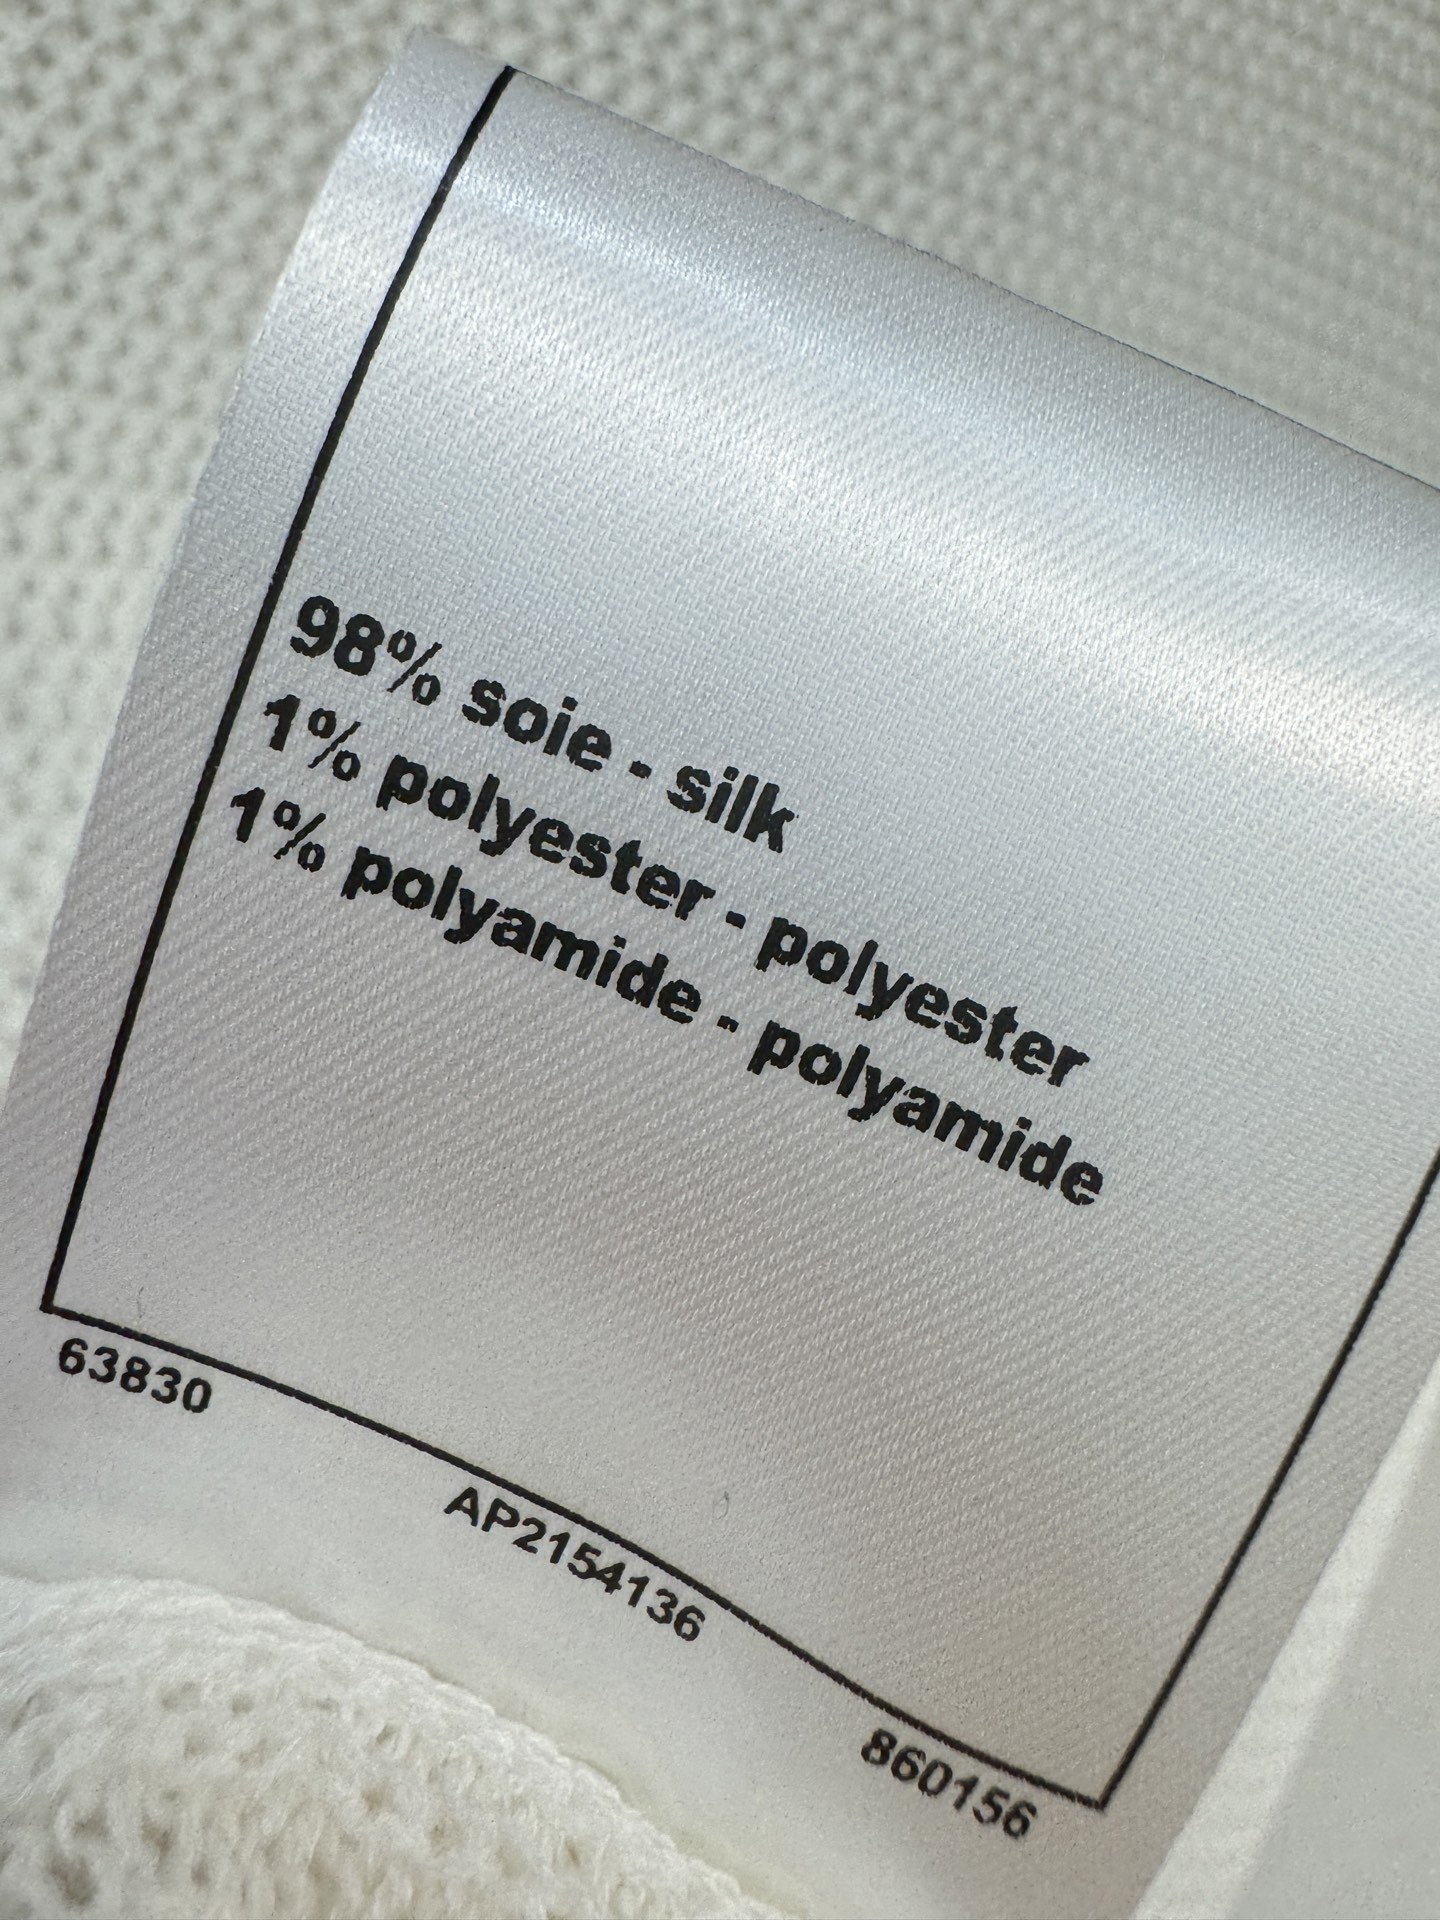 98% soie - silk
1% polyester - polyester
1% polyamide - polyamide
63830
AP2154136
860156